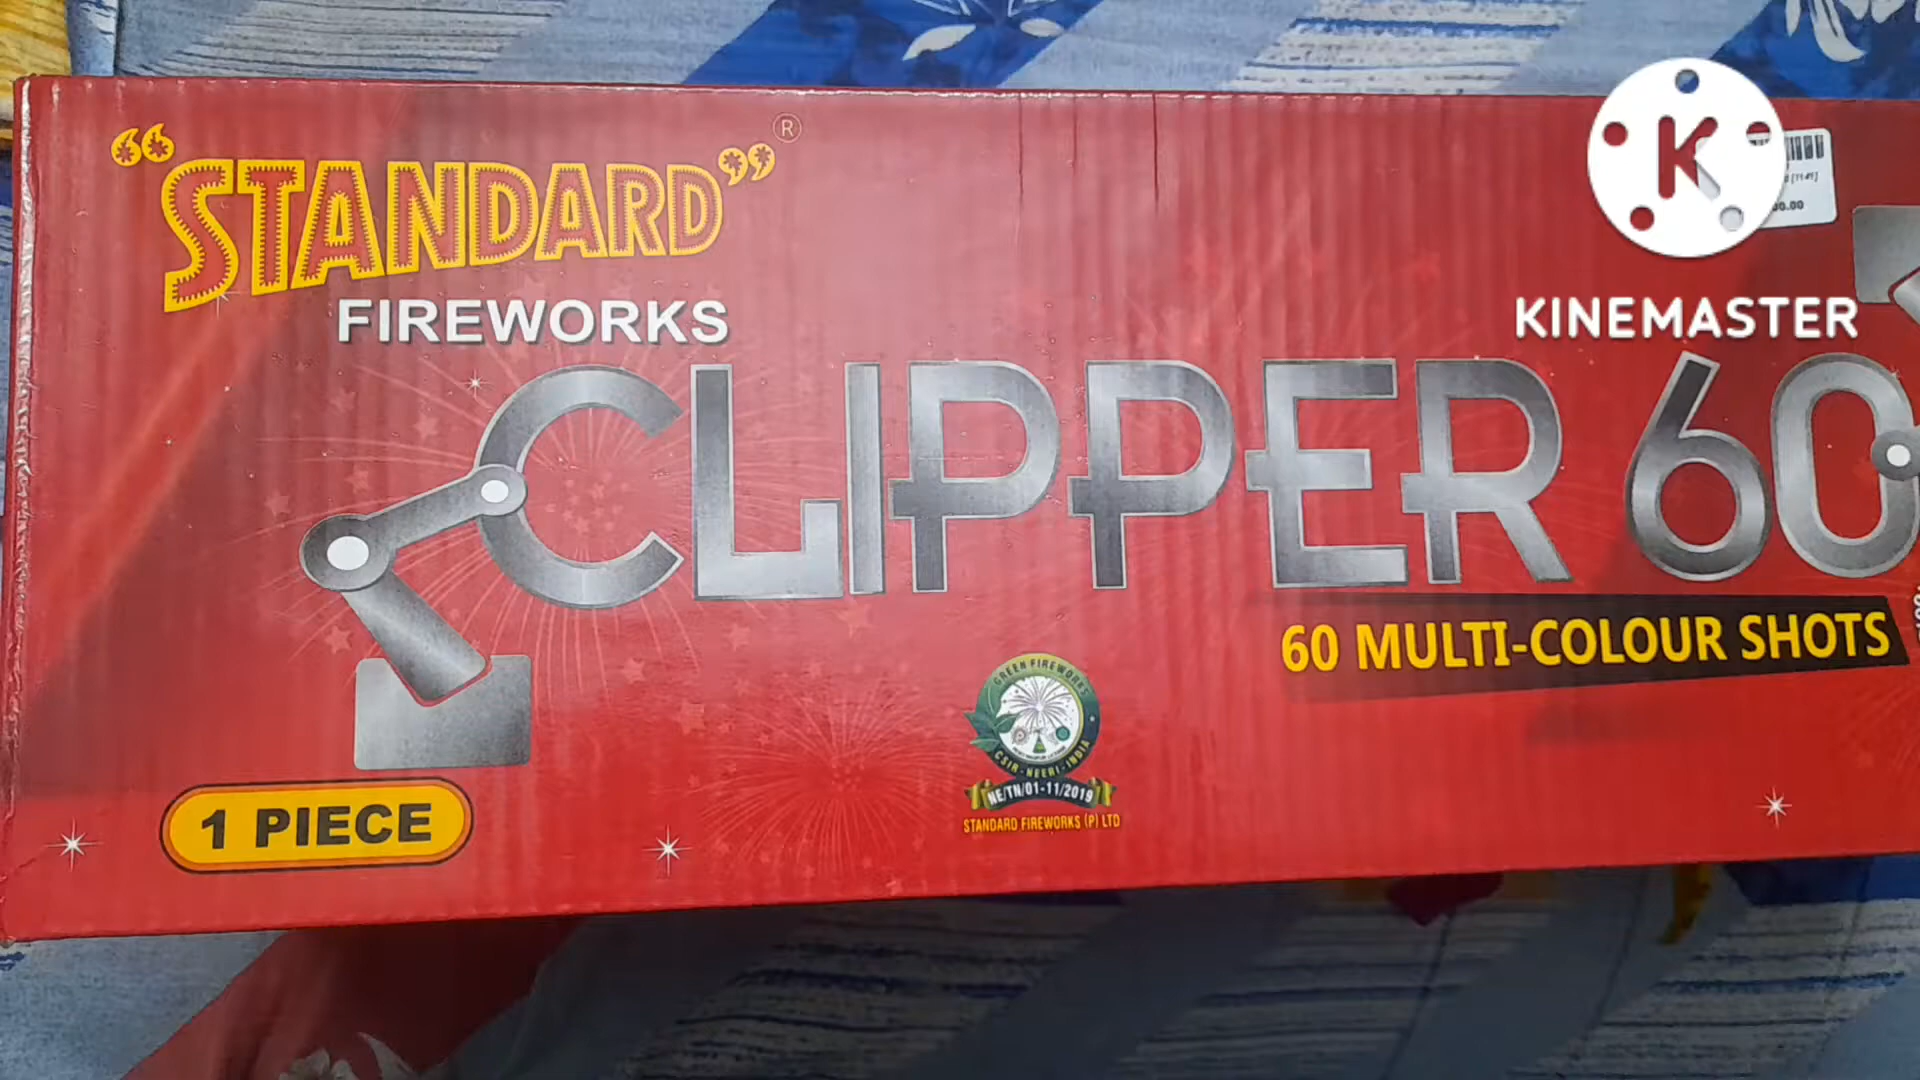 “STANDARD” ®
FIREWORKS
CLIPPER 60
60 MULTI-COLOUR SHOTS
GREEN FIREWORKS
CSIR-NEERI-INDIA
NE/TN/01-11/2019
STANDARD FIREWORKS (P) LTD
1 PIECE
K
KINEMASTER